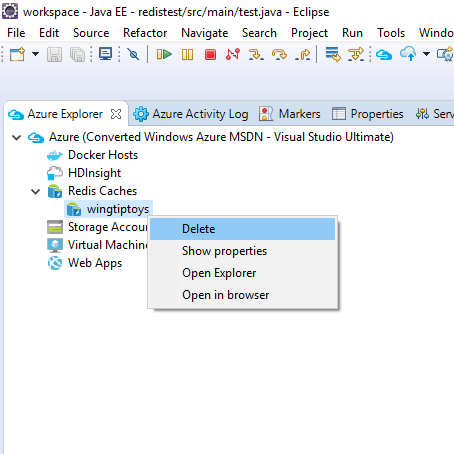 workspace - Java EE - redistest/src/main/test.java - Eclipse
File Edit Source Refactor Navigate Search Project Run Tools Windo
Azure Explorer Azure Activity Log Markers Properties Serv
Azure (Converted Windows Azure MSDN - Visual Studio Ultimate)
Docker Hosts
HDInsight
Redis Caches
wingtiptoys
Delete
Storage Accou
Show properties
Virtual Machin
Open Explorer
Web Apps
Open in browser